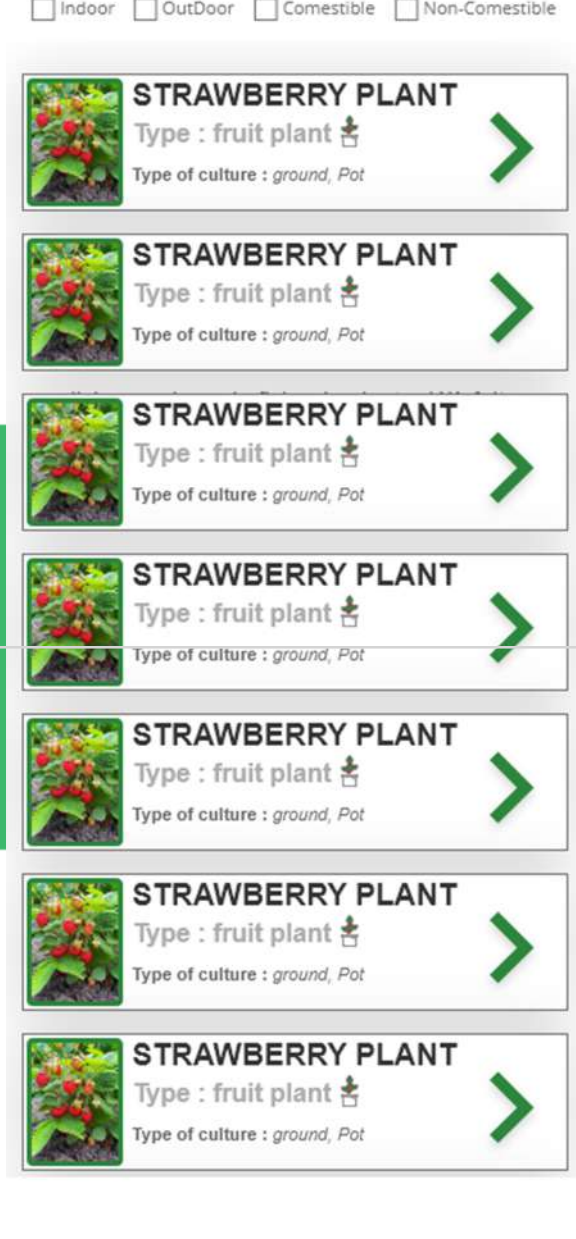 Indoor OutDoor Comestible Non-Comestible
STRAWBERRY PLANT
Type : fruit plant
Type of culture : ground, Pot
STRAWBERRY PLANT
Type : fruit plant
Type of culture : ground, Pot
STRAWBERRY PLANT
Type : fruit plant
Type of culture : ground, Pot
STRAWBERRY PLANT
Type : fruit plant
Type of culture : ground, Pot
STRAWBERRY PLANT
Type : fruit plant
Type of culture : ground, Pot
STRAWBERRY PLANT
Type : fruit plant
Type of culture : ground, Pot
STRAWBERRY PLANT
Type : fruit plant
Type of culture : ground, Pot